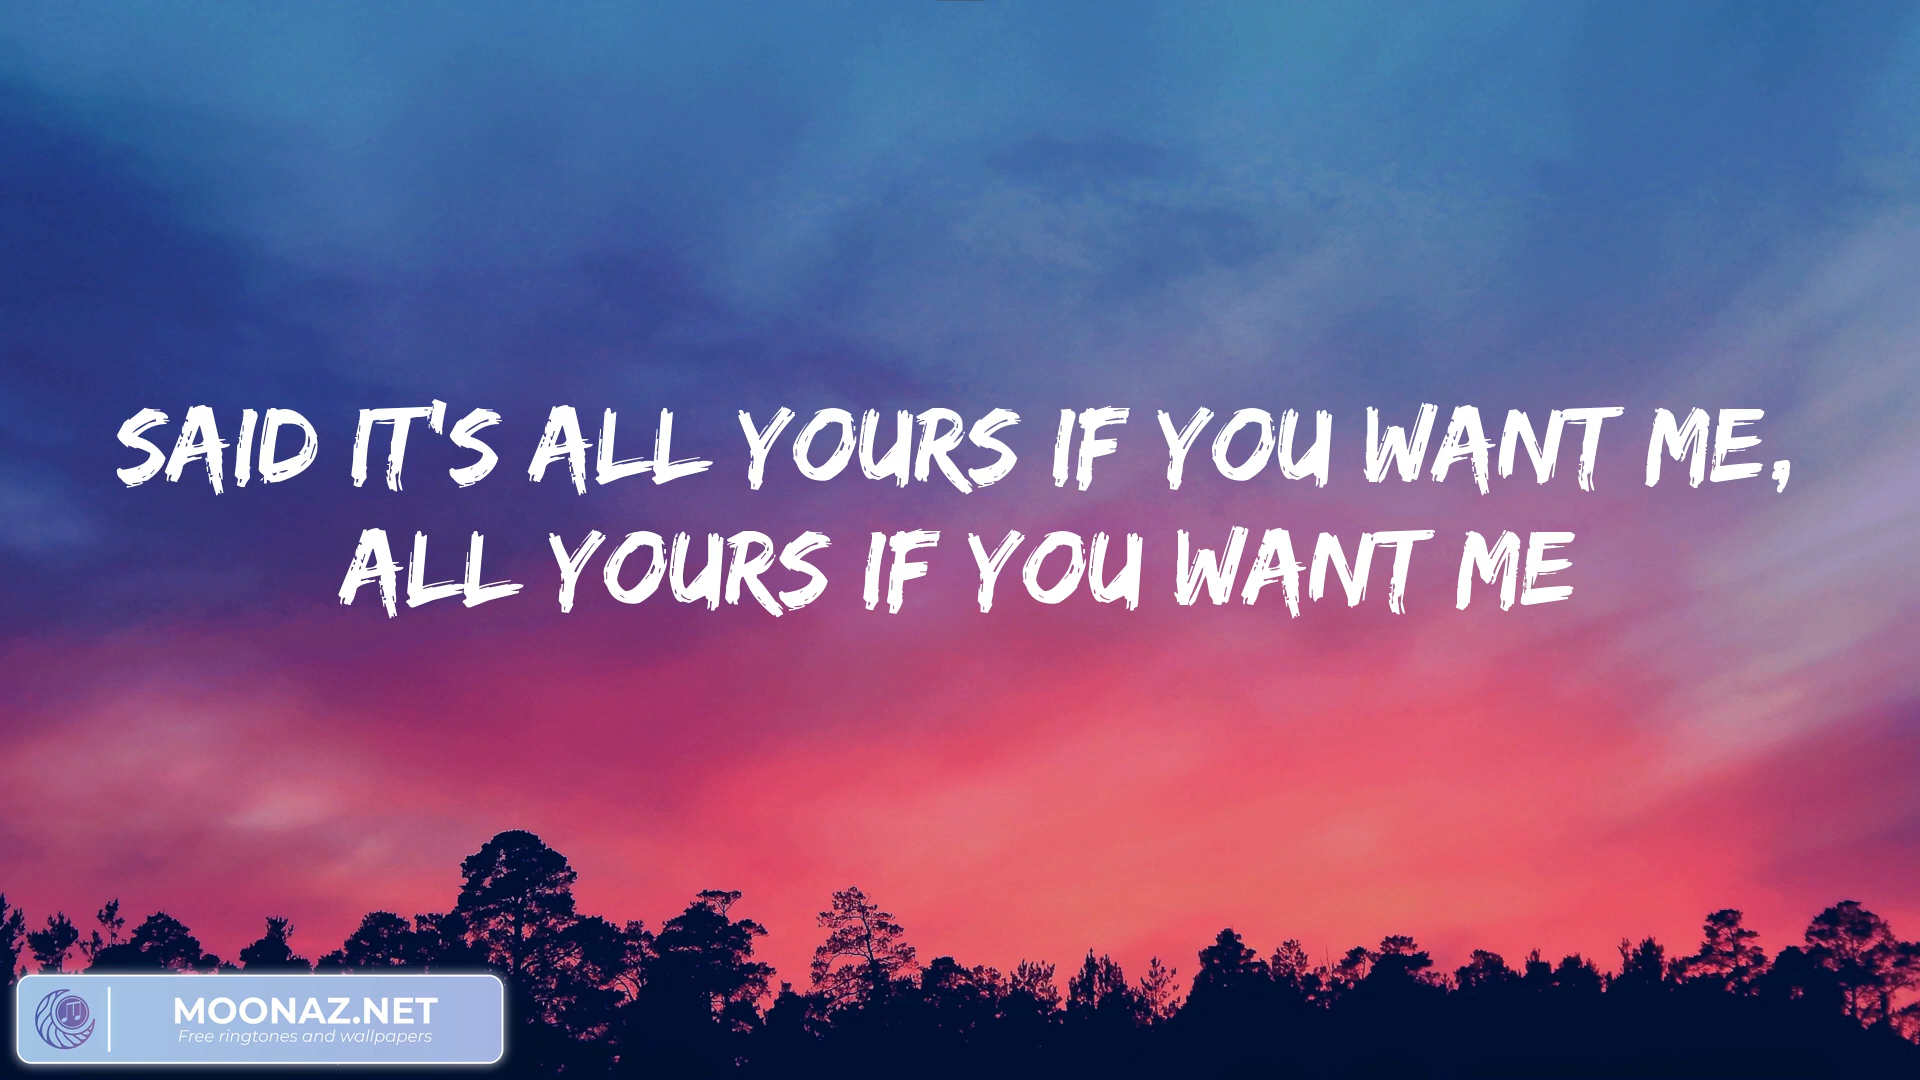 SAID IT'S ALL YOURS IF YOU WANT ME,
ALL YOURS IF YOU WANT ME
MOONAZ.NET
Free ringtones and wallpapers